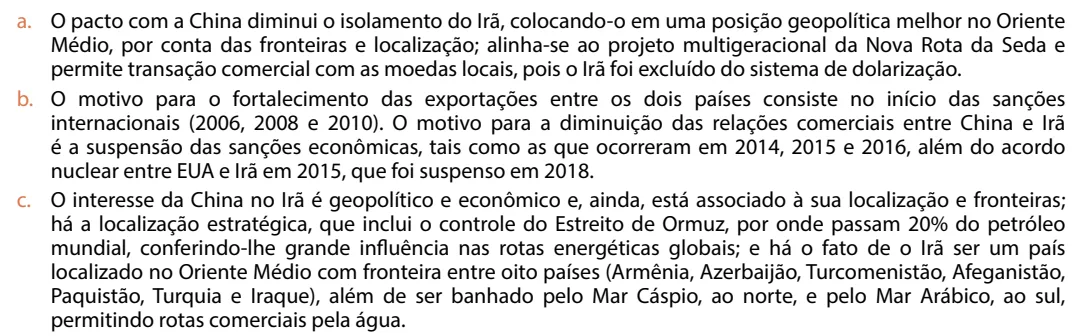 a. O pacto com a China diminui o isolamento do Irã, colocando-o em uma posição geopolítica melhor no Oriente
Médio, por conta das fronteiras e localização; alinha-se ao projeto multigeracional da Nova Rota da Seda e
permite transação comercial com as moedas locais, pois o Irã foi excluído do sistema de dolarização.
b. O motivo para o fortalecimento das exportações entre os dois países consiste no início das sanções
internacionais (2006, 2008 e 2010). O motivo para a diminuição das relações comerciais entre China e Irã
é a suspensão das sanções econômicas, tais como as que ocorreram em 2014, 2015 e 2016, além do acordo
nuclear entre EUA e Irã em 2015, que foi suspenso em 2018.
c. O interesse da China no Irã é geopolítico e econômico e, ainda, está associado à sua localização e fronteiras;
há a localização estratégica, que inclui o controle do Estreito de Ormuz, por onde passam 20% do petróleo
mundial, conferindo-lhe grande influência nas rotas energéticas globais; e há o fato de o Irã ser um país
localizado no Oriente Médio com fronteira entre oito países (Armênia, Azerbaijão, Turcomenistão, Afeganistão,
Paquistão, Turquia e Iraque), além de ser banhado pelo Mar Cáspio, ao norte, e pelo Mar Arábico, ao sul,
permitindo rotas comerciais pela água.